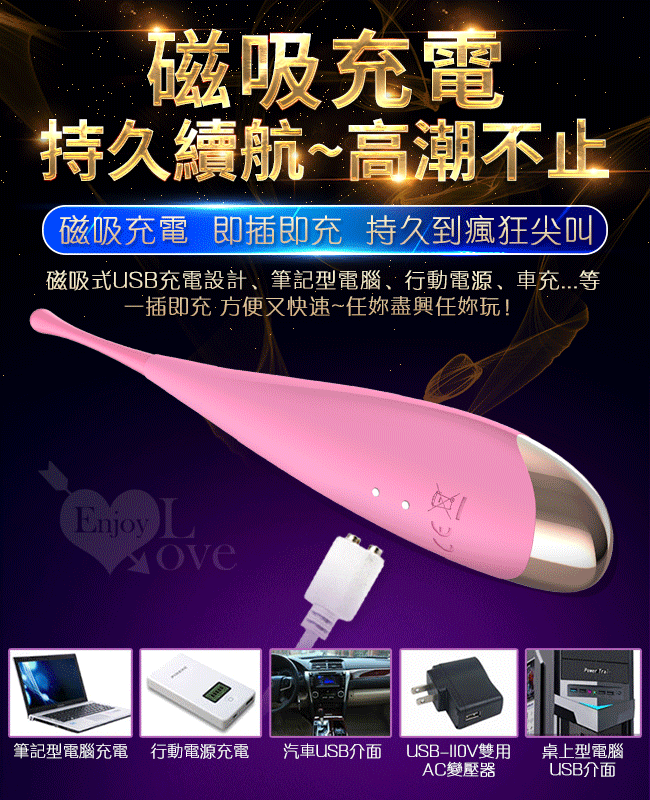 磁吸充電
持久續航~高潮不止
磁吸充電 即插即充 持久到瘋狂尖叫
磁吸式USB充電設計、筆記型電腦、行動電源、車充...等
一插即充 方便又快速~任妳盡興任妳玩!
CE
Enjoy Love
筆記型電腦充電
行動電源充電
汽車USB介面
USB-110V雙用
AC變壓器
桌上型電腦
USB介面